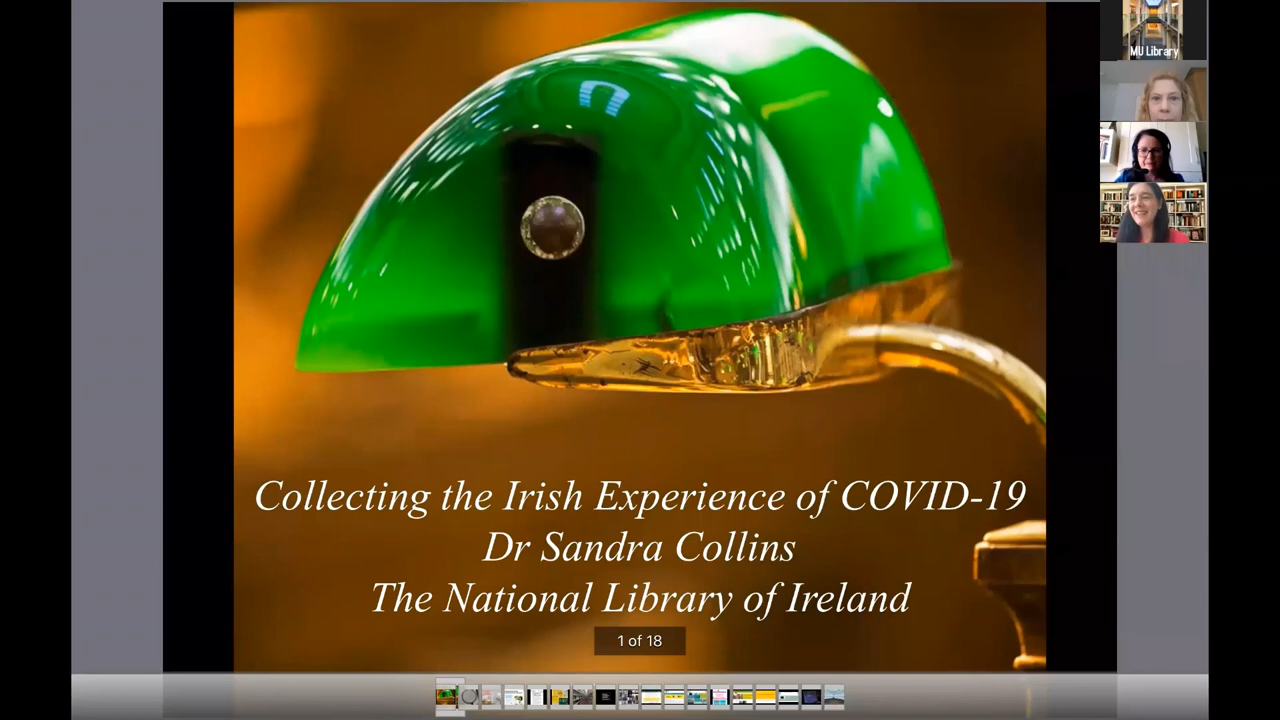 MU Library
Collecting the Irish Experience of COVID-19
Dr Sandra Collins
The National Library of Ireland
1 of 18